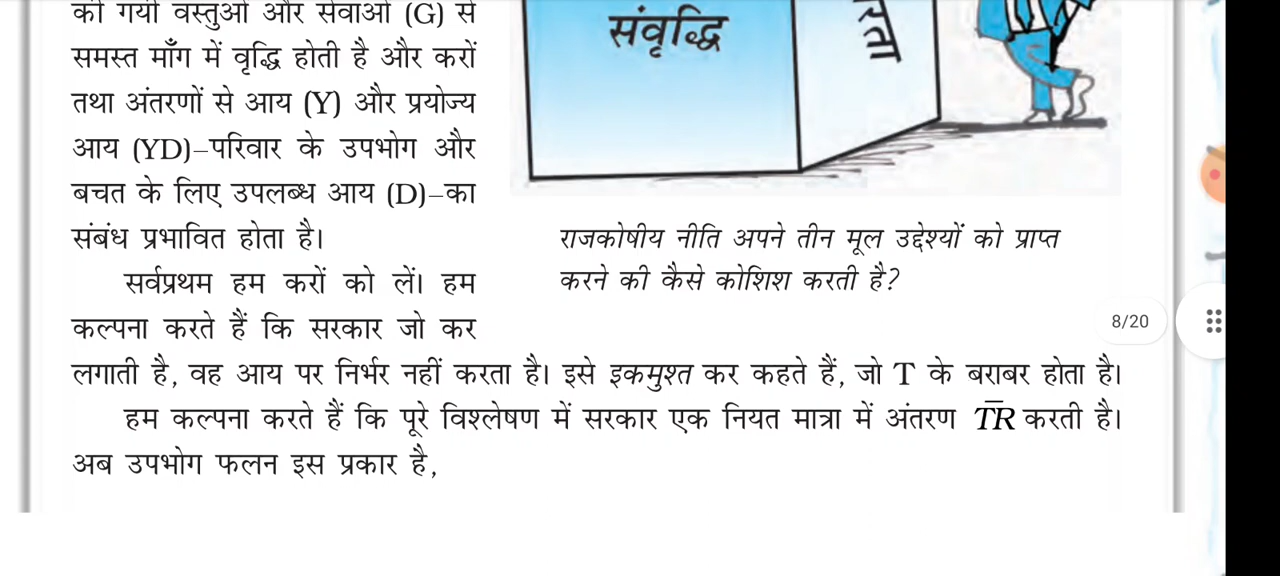 की गयी वस्तुओं और सेवाओं (G) से
समस्त माँग में वृद्धि होती है और करों
तथा अंतरणों से आय (Y) और प्रयोज्य
आय (YD)–परिवार के उपभोग और
बचत के लिए उपलब्ध आय (D)–का
संबंध प्रभावित होता है।
सर्वप्रथम हम करों को लें। हम
कल्पना करते हैं कि सरकार जो कर
संवृद्धि
राजकोषीय नीति अपने तीन मूल उद्देश्यों को प्राप्त
करने की कैसे कोशिश करती है?
8/20
लगाती है, वह आय पर निर्भर नहीं करता है। इसे इकमुश्त कर कहते हैं, जो T के बराबर होता है।
हम कल्पना करते हैं कि पूरे विश्लेषण में सरकार एक नियत मात्रा में अंतरण T̅R̅ करती है।
अब उपभोग फलन इस प्रकार है,